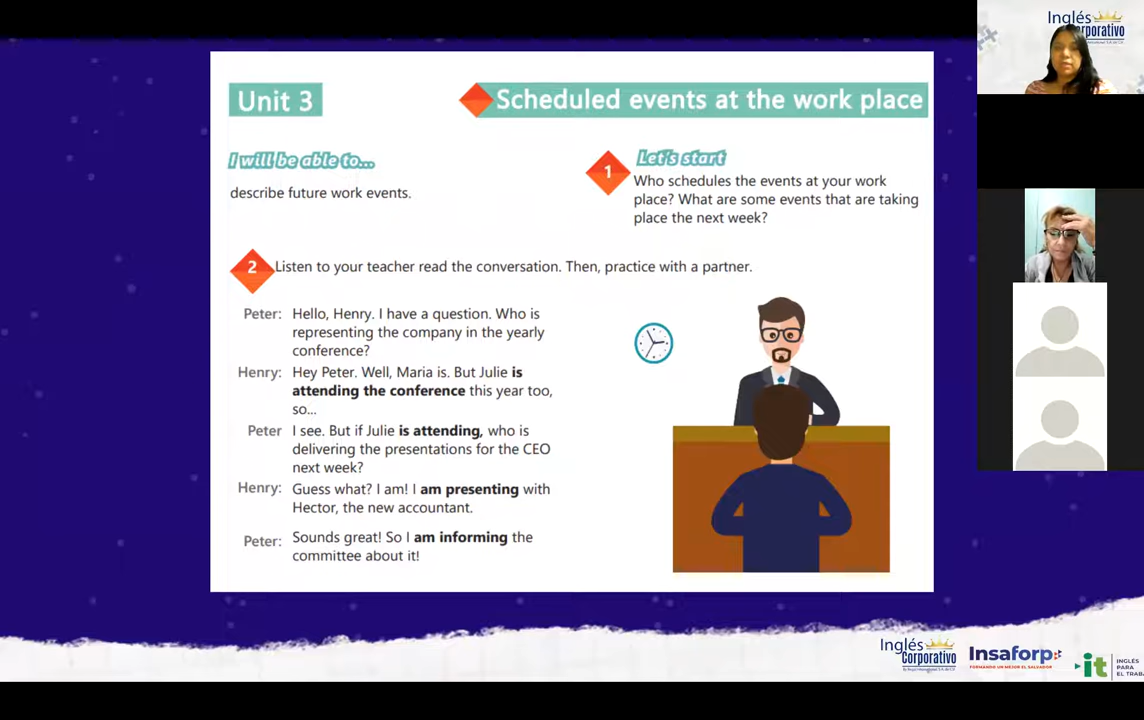 Unit 3
Scheduled events at the work place
I will be able to...
describe future work events.
1
Let's start
Who schedules the events at your work
place? What are some events that are taking
place the next week?
2
Listen to your teacher read the conversation. Then, practice with a partner.
Peter: Hello, Henry. I have a question. Who is
representing the company in the yearly
conference?
Henry: Hey Peter. Well, Maria is. But Julie is
attending the conference this year too,
so...
Peter I see. But if Julie is attending, who is
delivering the presentations for the CEO
next week?
Henry: Guess what? I am! I am presenting with
Hector, the new accountant.
Peter: Sounds great! So I am informing the
committee about it!
Inglés
Corporativo
Insaforp
FORMANDO UN MEJOR EL SALVADOR
it
INGLÉS
PARA
EL TRABA
Inglés
Corporativo